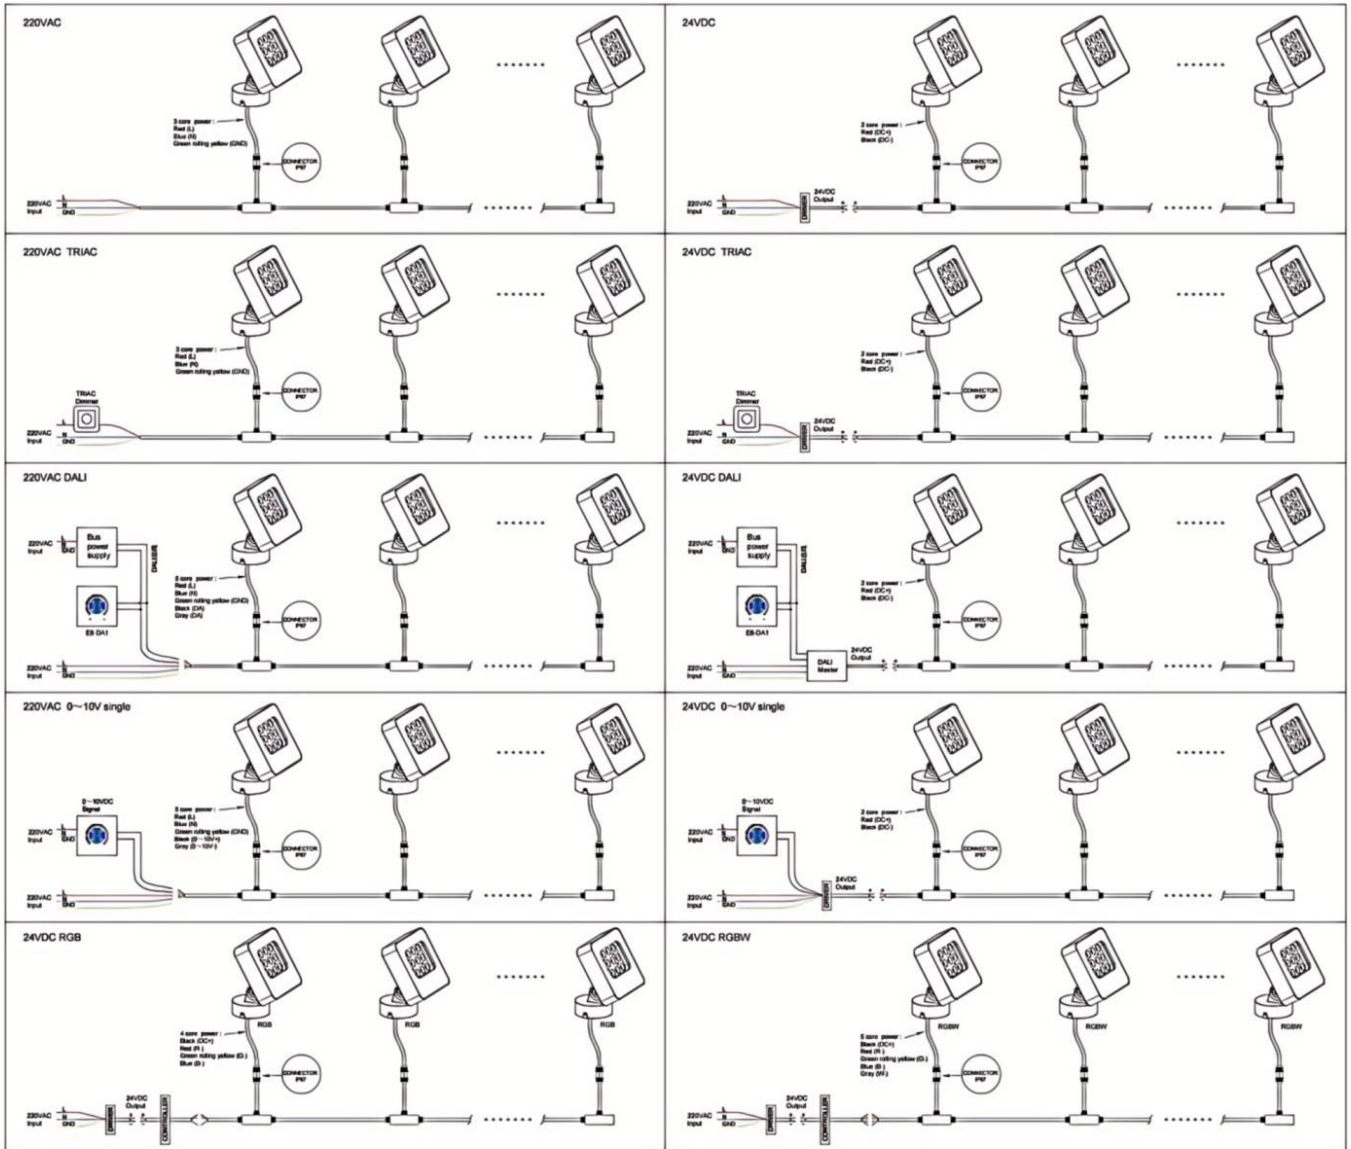 220VAC
3 core power :
Red (L)
Blue (N)
Green rolling yellow (GND)
CONNECTOR
IP67
220VAC
Input
L
N
GND
24VDC
2 core power :
Red (DC+)
Black (DC-)
CONNECTOR
IP67
220VAC
Input
L
N
GND
DRIVER
24VDC
Output
220VAC TRIAC
3 core power :
Red (L)
Blue (N)
Green rolling yellow (GND)
CONNECTOR
IP67
TRIAC
Dimmer
220VAC
Input
L
N
GND
24VDC TRIAC
2 core power :
Red (DC+)
Black (DC-)
CONNECTOR
IP67
TRIAC
Dimmer
220VAC
Input
L
N
GND
DRIVER
24VDC
Output
220VAC DALI
220VAC
Input
GND
Bus
power
supply
5 core power :
Red (L)
Blue (N)
Green rolling yellow (GND)
Black (DA)
Gray (DA)
CONNECTOR
IP67
E8-DA1
220VAC
Input
L
N
GND
24VDC DALI
220VAC
Input
GND
Bus
power
supply
2 core power :
Red (DC+)
Black (DC-)
CONNECTOR
IP67
E8-DA1
DALI
Master
24VDC
Output
220VAC
Input
L
N
GND
220VAC 0～10V single
0～10VDC
Signal
220VAC
Input
GND
5 core power :
Red (L)
Blue (N)
Green rolling yellow (GND)
Black (0～10V+)
Gray (0～10V-)
CONNECTOR
IP67
220VAC
Input
L
N
GND
24VDC 0～10V single
0～10VDC
Signal
220VAC
Input
GND
2 core power :
Red (DC+)
Black (DC-)
CONNECTOR
IP67
24VDC
Output
DRIVER
220VAC
Input
L
N
GND
24VDC RGB
RGB
RGB
RGB
4 core power :
Black (DC+)
Red (R-)
Green rolling yellow (G-)
Blue (B-)
CONNECTOR
IP67
220VAC
Input
L
N
GND
DRIVER
24VDC
Output
CONTROLLER
24VDC RGBW
RGBW
RGBW
RGBW
5 core power :
Black (DC+)
Red (R-)
Green rolling yellow (G-)
Blue (B-)
Gray (W-)
CONNECTOR
IP67
220VAC
Input
L
N
GND
DRIVER
24VDC
Output
CONTROLLER